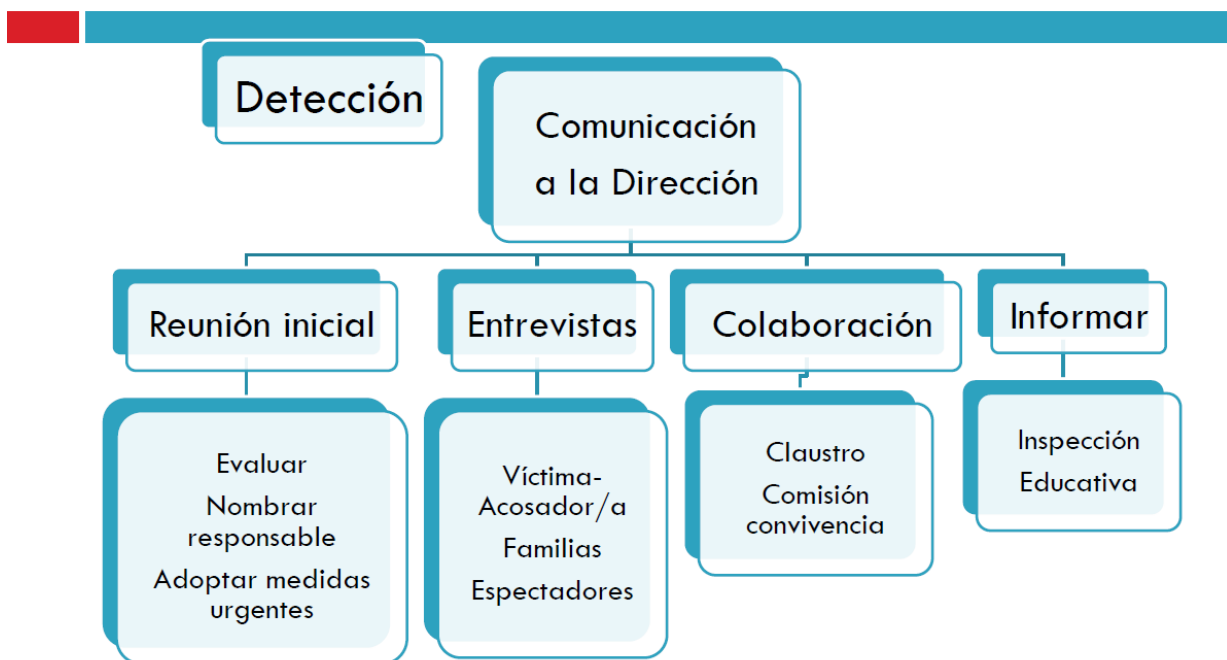 Detección
Comunicación
a la Dirección
Reunión inicial
Entrevistas
Colaboración
Informar
Evaluar
Nombrar
responsable
Adoptar medidas
urgentes
Víctima-
Acosador/a
Familias
Espectadores
Claustro
Comisión
convivencia
Inspección
Educativa